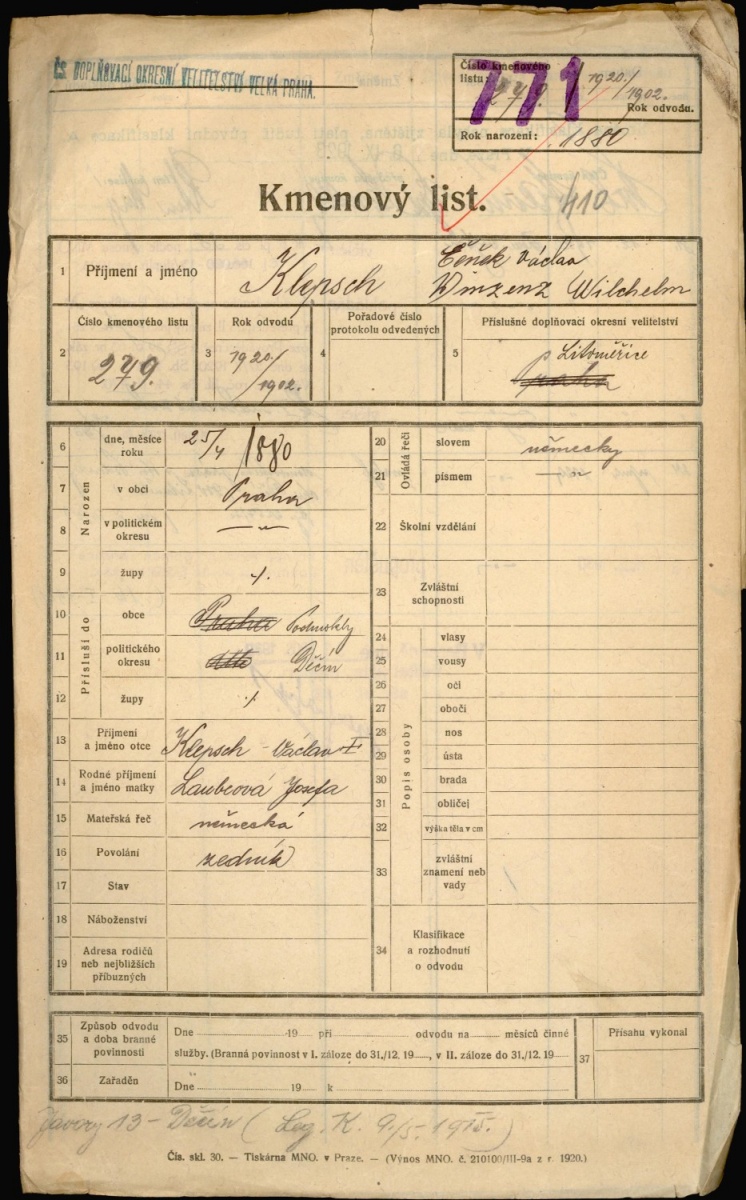 ČS. DOPLŇOVACÍ OKRESNÍ VELITELSTVÍ VELKÁ PRAHA.
Číslo kmenového
listu: 279. 1920/1902.
771
Rok odvodu.
Rok narození: 1880
Kmenový list. 410
1 Příjmení a jméno Klepsch Čeněk Václav
Winzenz Wilchelm
2 Číslo kmenového listu 279.
3 Rok odvodu 1920/1902.
4 Pořadové číslo protokolu odvedených
5 Příslušné doplňovací okresní velitelství Litoměřice
Praha
Narozen
6 dne, měsíce roku 25/4 1880
7 v obci Praha
8 v politickém okresu — " —
9 župy ./.
Přísluší do
10 obce Praha Podmokly
11 politického okresu Děčín
12 župy ./.
13 Příjmení a jméno otce Klepsch Václav †
14 Rodné příjmení a jméno matky Josefa
15 Mateřská řeč německá
16 Povolání zedník
17 Stav
18 Náboženství
19 Adresa rodičů neb nejbližších příbuzných
Ovládá řeči
20 slovem německy
21 písmem — " —
22 Školní vzdělání
23 Zvláštní schopnosti
Popis osoby
24 vlasy
25 vousy
26 oči
27 obočí
28 nos
29 ústa
30 brada
31 obličej
32 výška těla v cm
33 zvláštní znamení neb vady
34 Klasifikace a rozhodnutí o odvodu
35 Způsob odvodu a doba branné povinnosti
Dne 19 při odvodu na měsíců činné
služby. (Branná povinnost v I. záloze do 31./12. 19 , v II. záloze do 31/12. 19
36 Zařaděn
Dne 19 k
37 Přísahu vykonal
Javory 13 - Děčín ( Leg. K. 9./5. 1915. )
Čís. skl. 30. — Tiskárna MNO. v Praze. — (Výnos MNO. č. 210100/III-9a z r. 1920.)